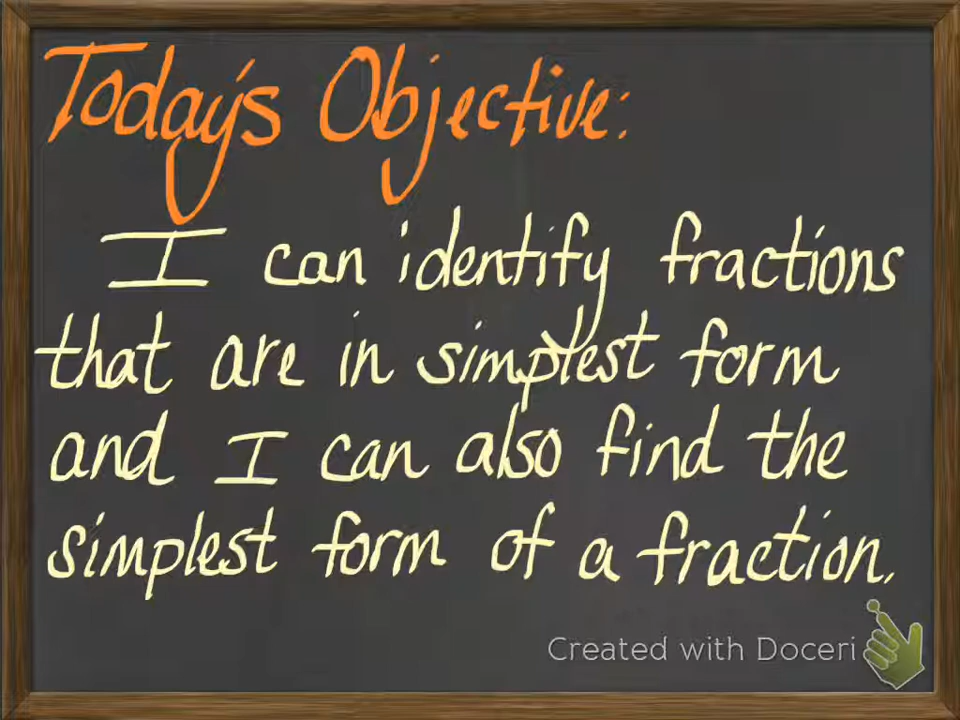 Today's Objective:
I can identify fractions
that are in simplest form
and I can also find the
simplest form of a fraction.
Created with Doceri